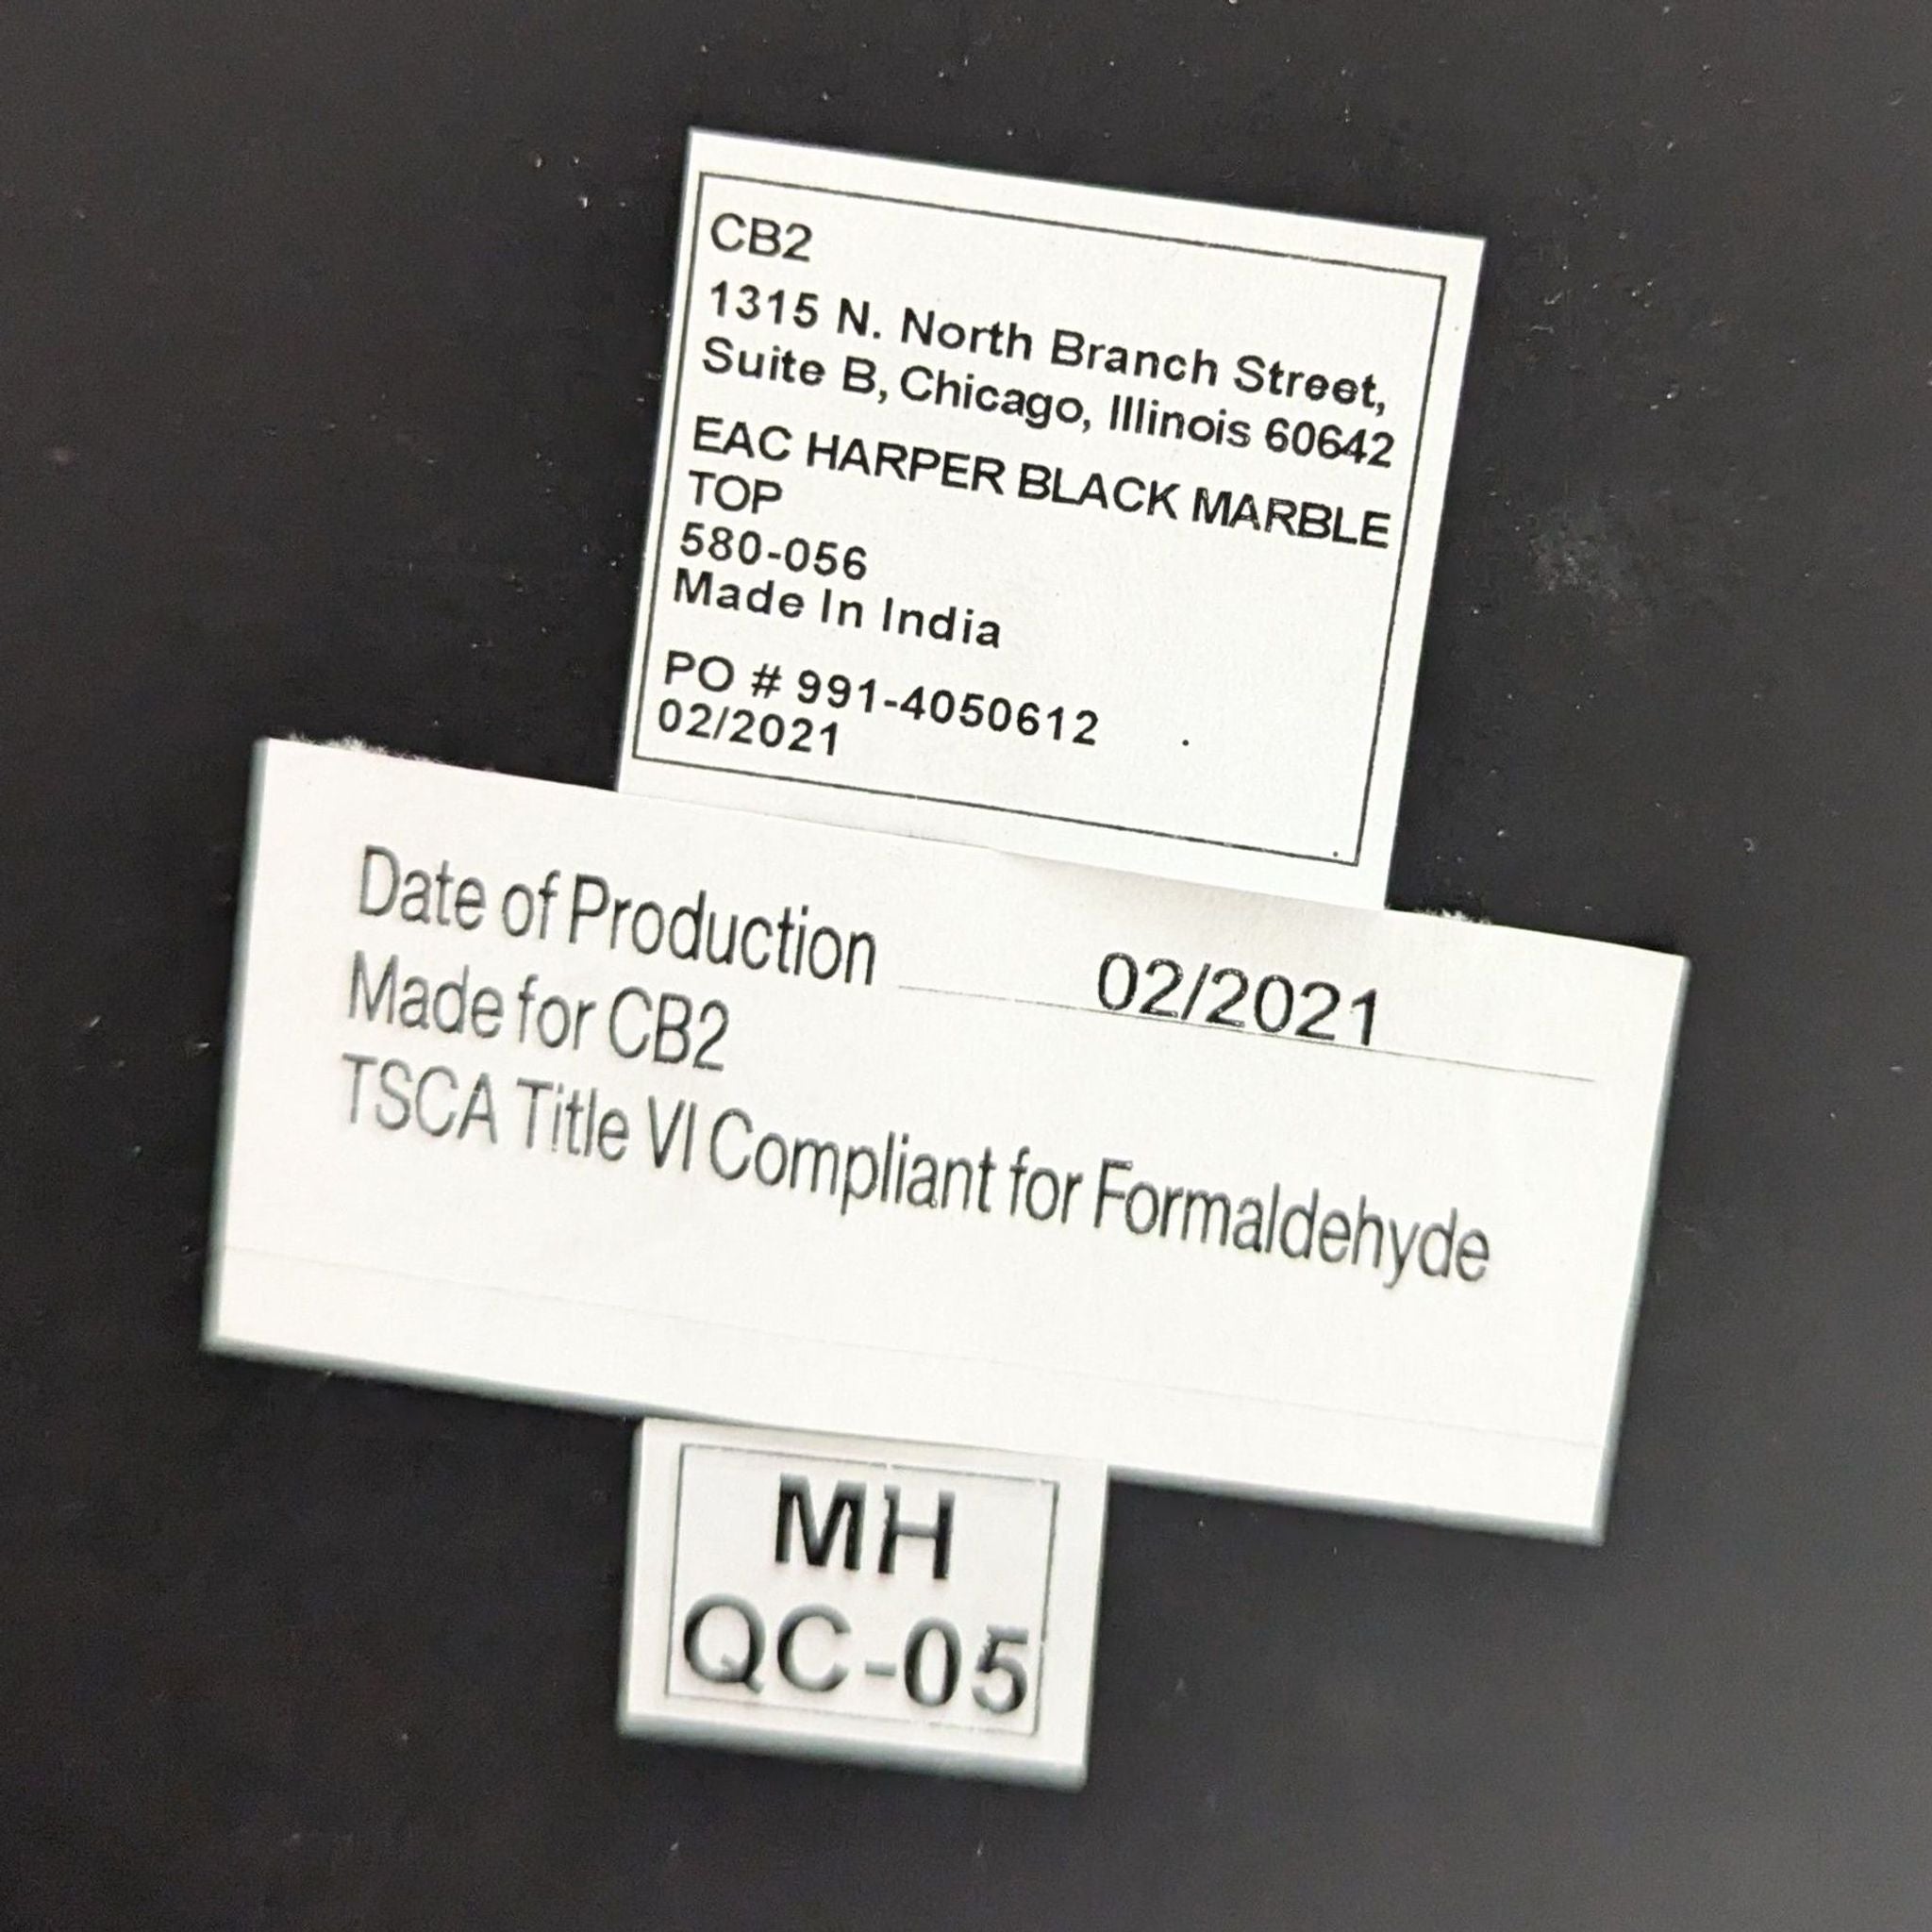 CB2
1315 N. North Branch Street,
Suite B, Chicago, Illinois 60642
EAC HARPER BLACK MARBLE
TOP
580-056
Made In India
PO # 991-4050612
02/2021
Date of Production 02/2021
Made for CB2
TSCA Title VI Compliant for Formaldehyde
MH
QC-05